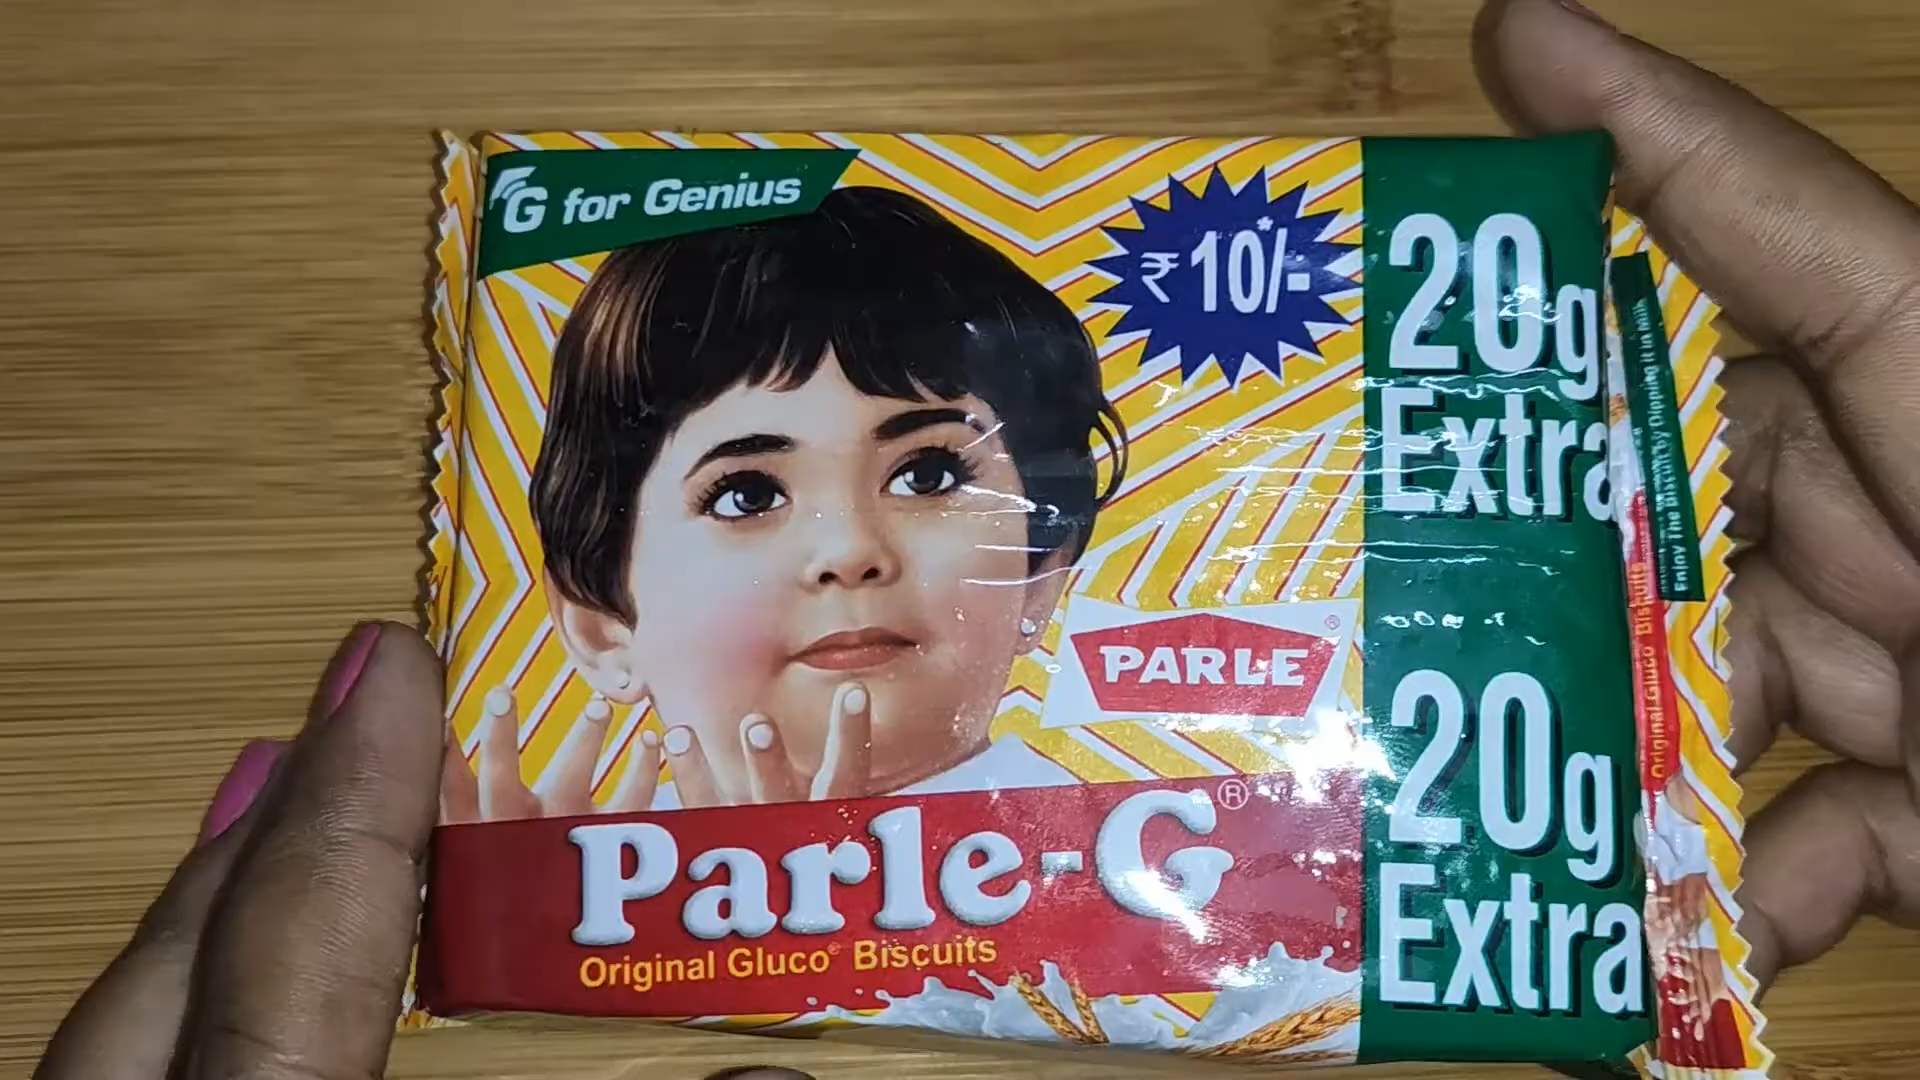 G for Genius
₹ 10*/-
20g
Extra
PARLE®
20g
Extra
Parle-G®
Original Gluco® Biscuits
Enjoy The Biscuit by Dipping it in Milk
Original Gluco Biscuits